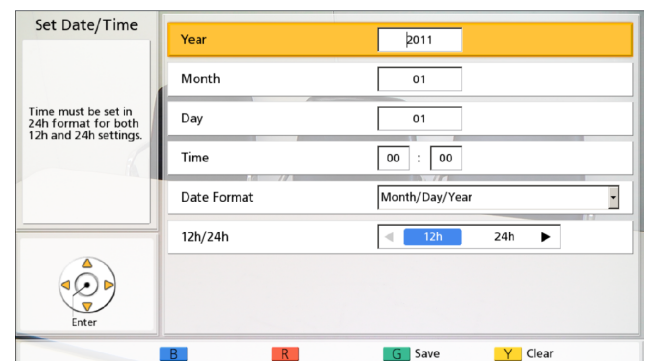 Set Date/Time
Time must be set in
24h format for both
12h and 24h settings.
Enter
Year 2011
Month 01
Day 01
Time 00 : 00
Date Format Month/Day/Year
12h/24h 12h 24h
B R G Save Y Clear